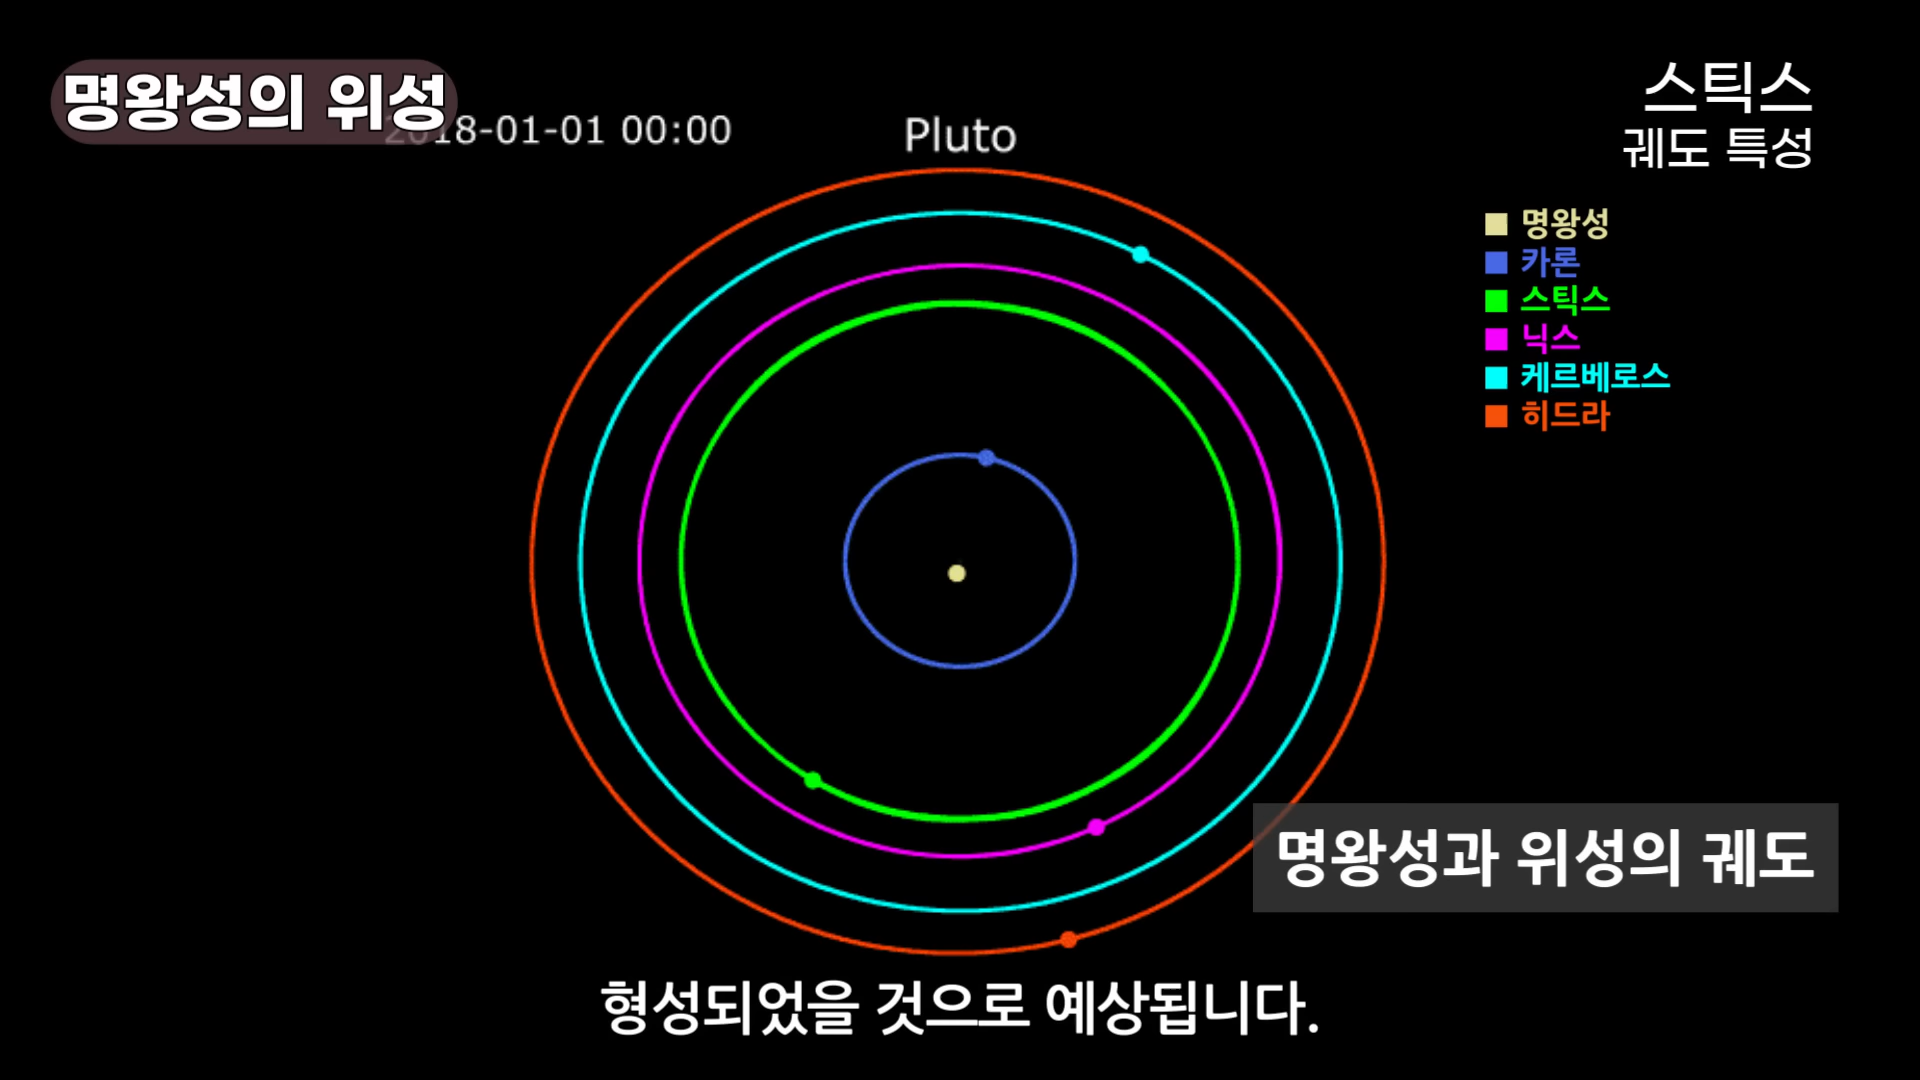 명왕성의 위성
2018-01-01 00:00
Pluto
스틱스
궤도 특성
명왕성
카론
스틱스
닉스
케르베로스
히드라
명왕성과 위성의 궤도
형성되었을 것으로 예상됩니다.